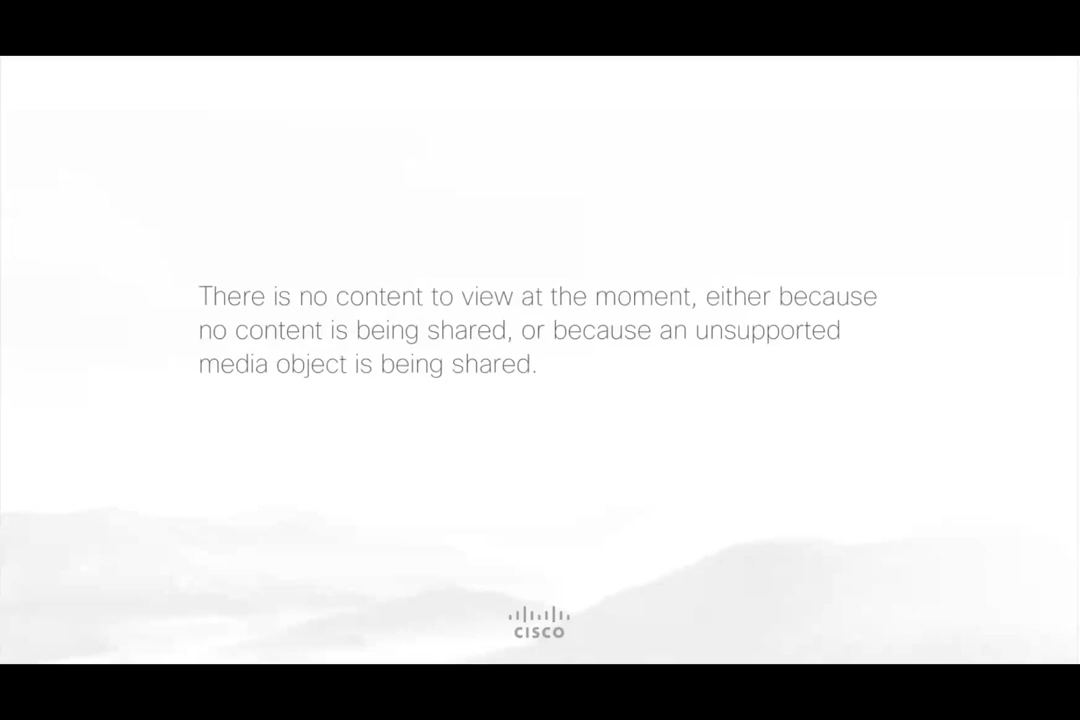 There is no content to view at the moment, either because
no content is being shared, or because an unsupported
media object is being shared.
CISCO